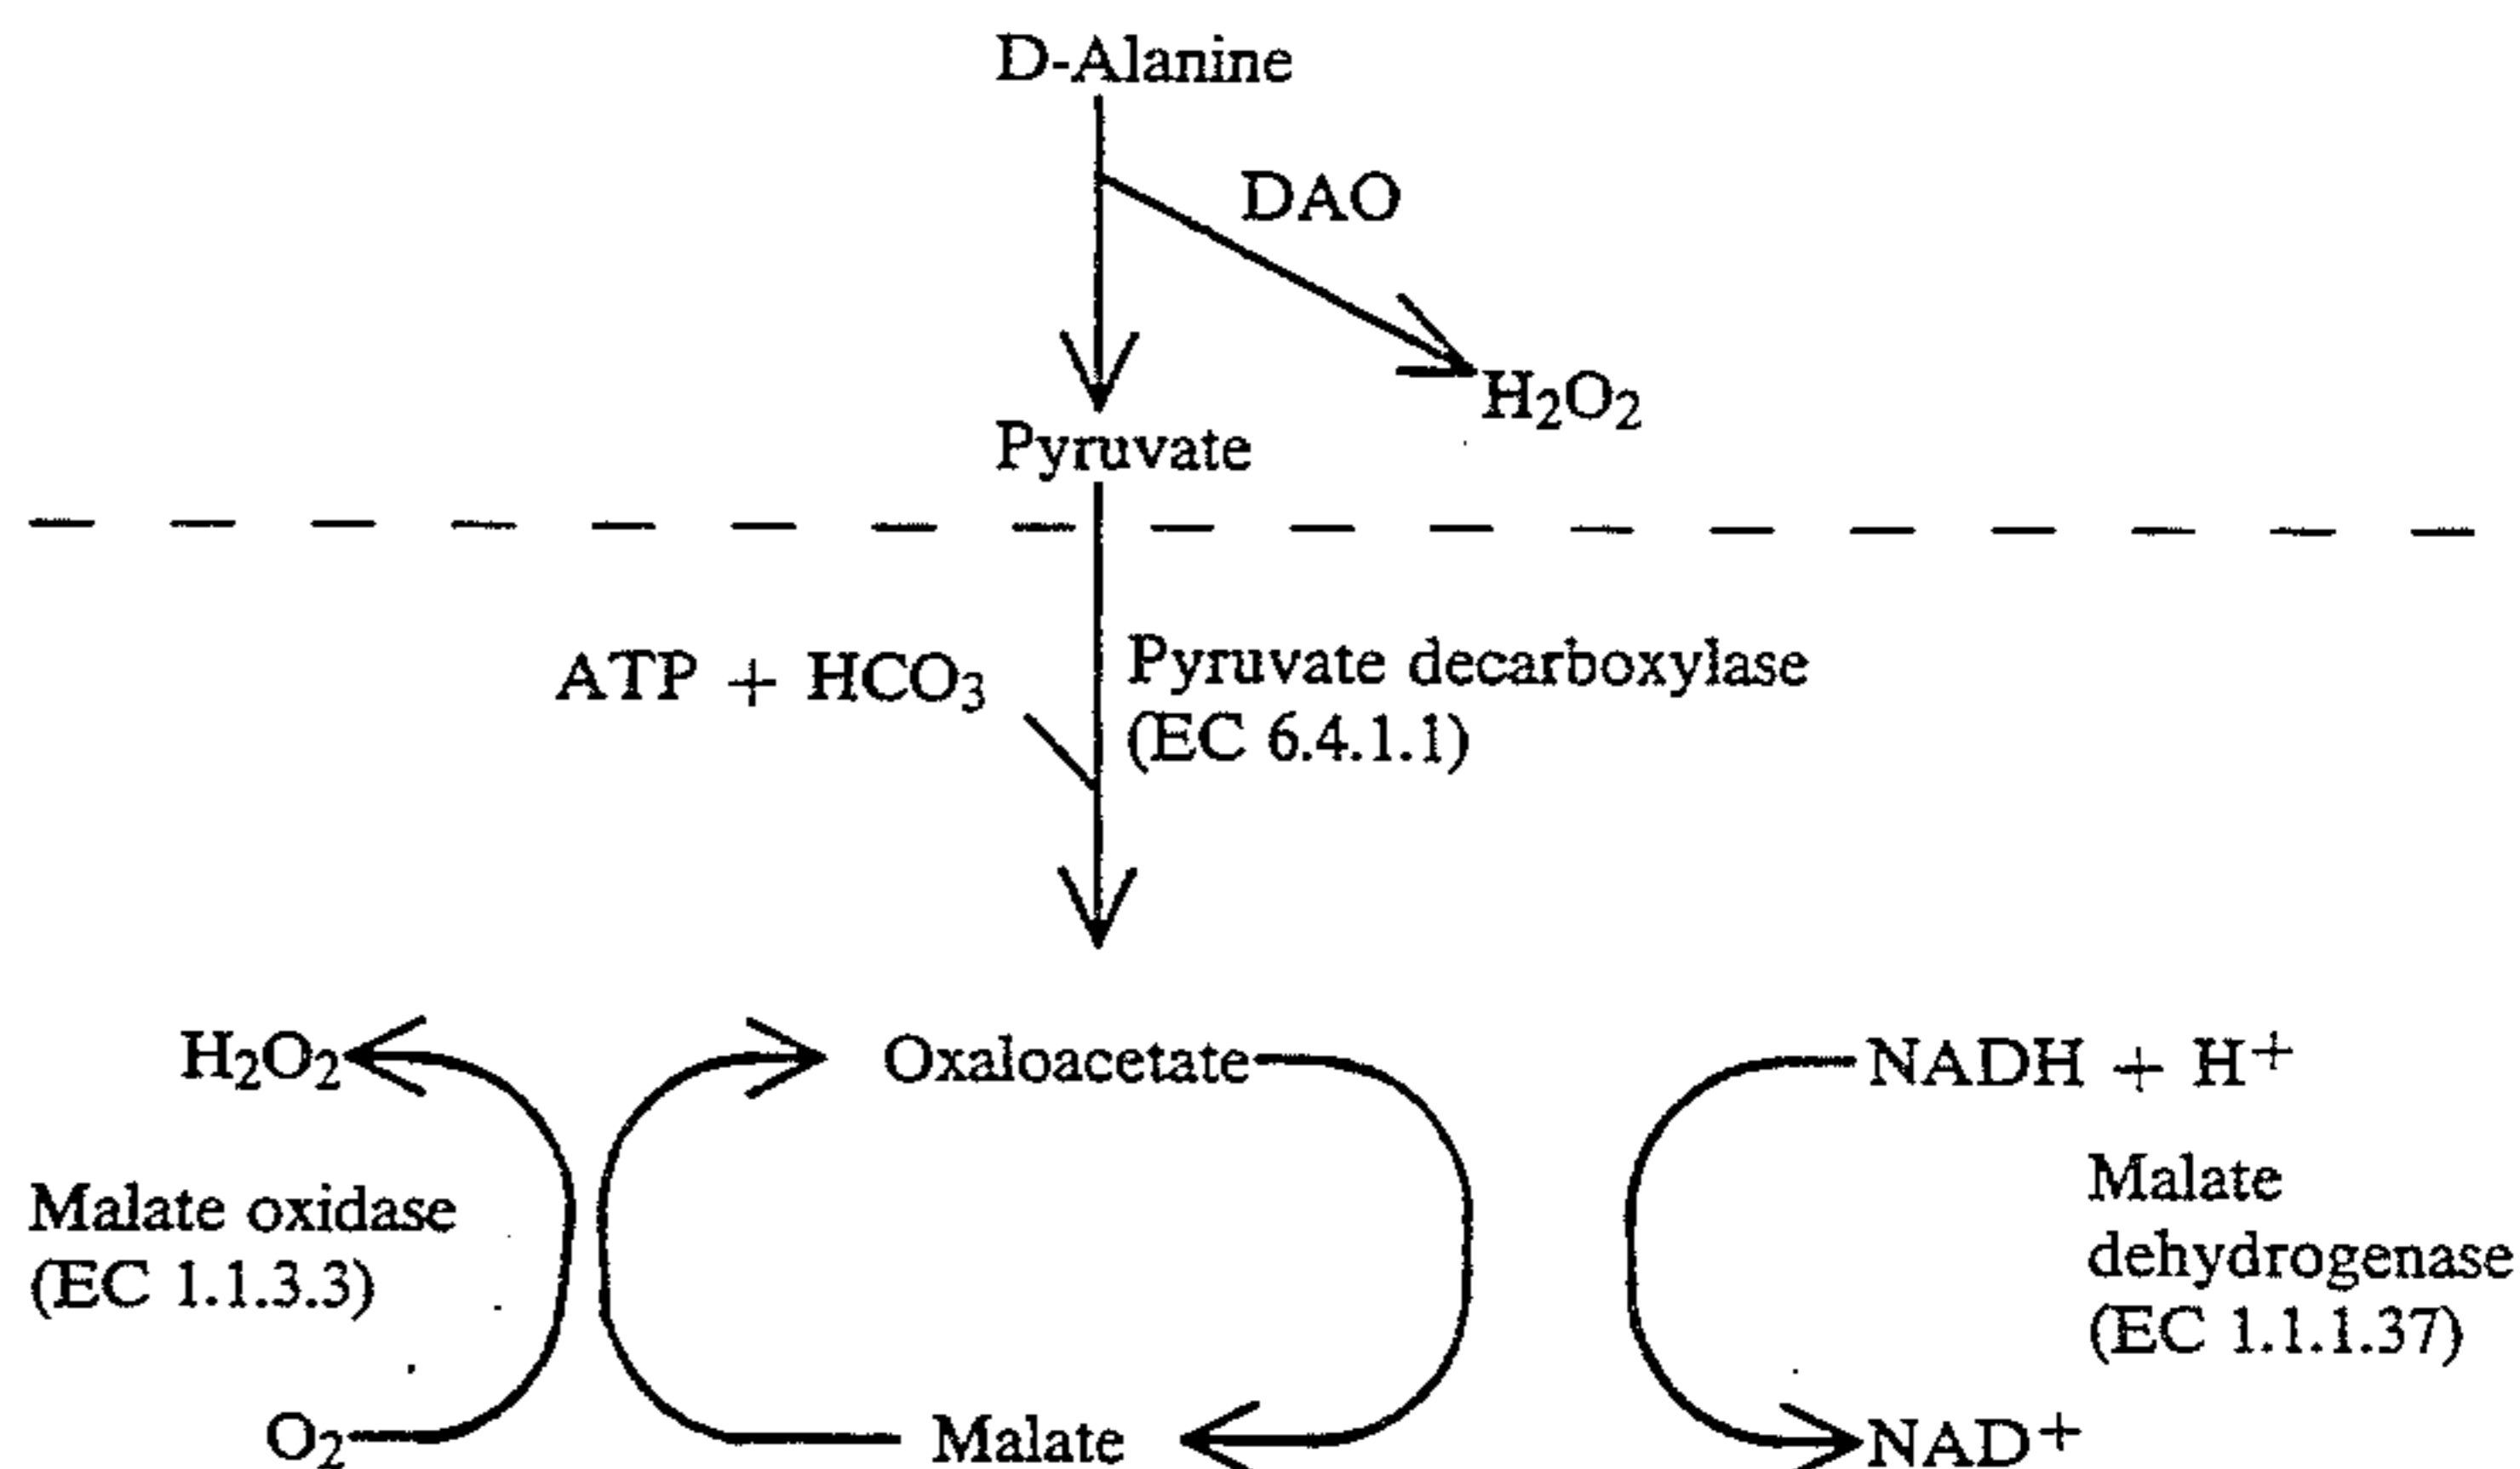 D-Alanine
DAO
H2O2
Pyruvate
ATP + HCO3
Pyruvate decarboxylase
(EC 6.4.1.1)
H2O2
Oxaloacetate
NADH + H+
Malate oxidase
(EC 1.1.3.3)
Malate
dehydrogenase
(EC 1.1.1.37)
O2
Malate
NAD+